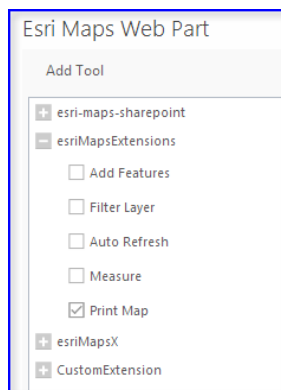 Esri Maps Web Part
Add Tool
esri-maps-sharepoint
esriMapsExtensions
Add Features
Filter Layer
Auto Refresh
Measure
Print Map
esriMapsX
CustomExtension